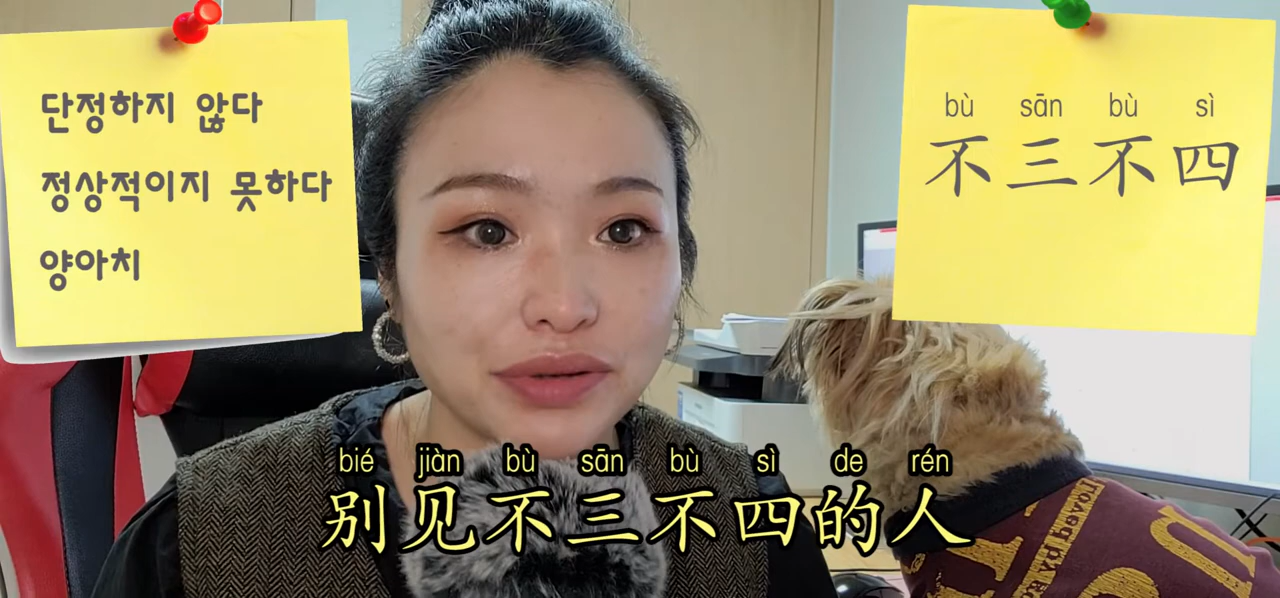 단정하지 않다
정상적이지 못하다
양아치
bù sān bù sì
不三不四
bié jiàn bù sān bù sì de rén
别见不三不四的人